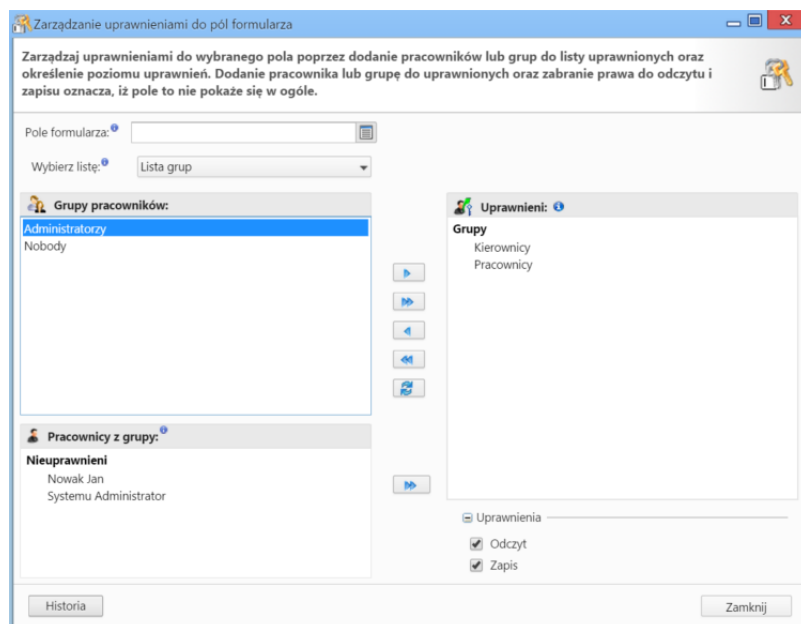 Zarządzanie uprawnieniami do pól formularza
Zarządzaj uprawnieniami do wybranego pola poprzez dodanie pracowników lub grup do listy uprawnionych oraz
określenie poziomu uprawnień. Dodanie pracownika lub grupę do uprawnionych oraz zabranie prawa do odczytu i
zapisu oznacza, iż pole to nie pokaże się w ogóle.
Pole formularza:
Wybierz listę:
Lista grup
Grupy pracowników:
Administratorzy
Nobody
Uprawnieni:
Grupy
Kierownicy
Pracownicy
Pracownicy z grupy:
Nieuprawnieni
Nowak Jan
Systemu Administrator
Uprawnienia
Odczyt
Zapis
Historia
Zamknij